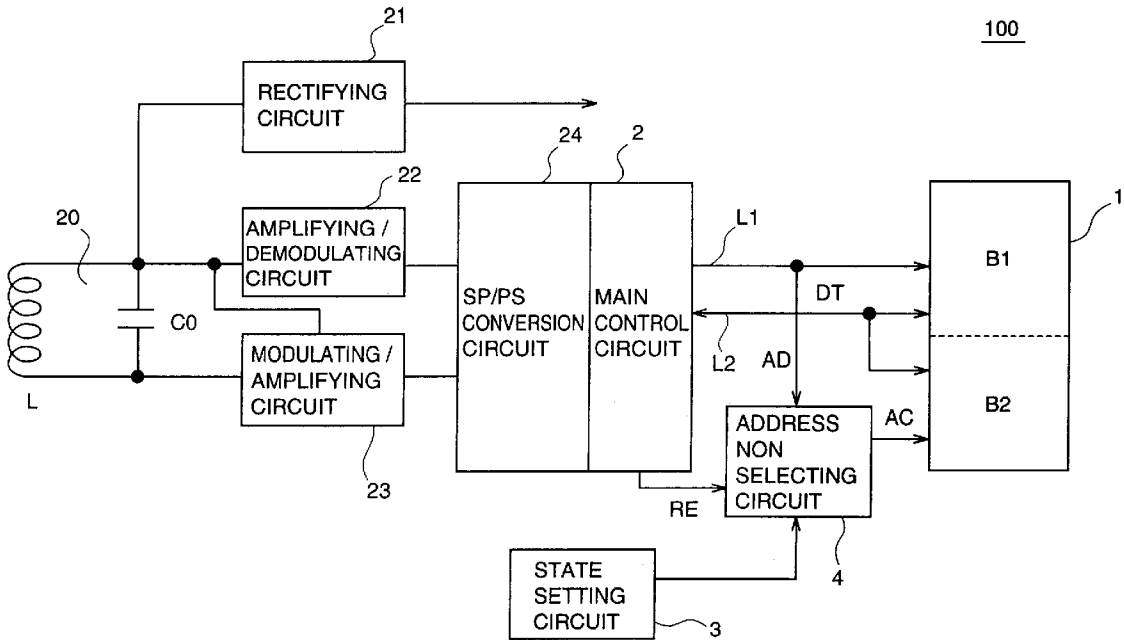 21
100
RECTIFYING
CIRCUIT
24
2
22
20
AMPLIFYING /
DEMODULATING
CIRCUIT
L1
1
B1
SP/PS
CONVERSION
CIRCUIT
MAIN
CONTROL
CIRCUIT
DT
C0
MODULATING /
AMPLIFYING
CIRCUIT
L2
AD
L
B2
ADDRESS
NON
SELECTING
CIRCUIT
AC
23
RE
4
STATE
SETTING
CIRCUIT
3